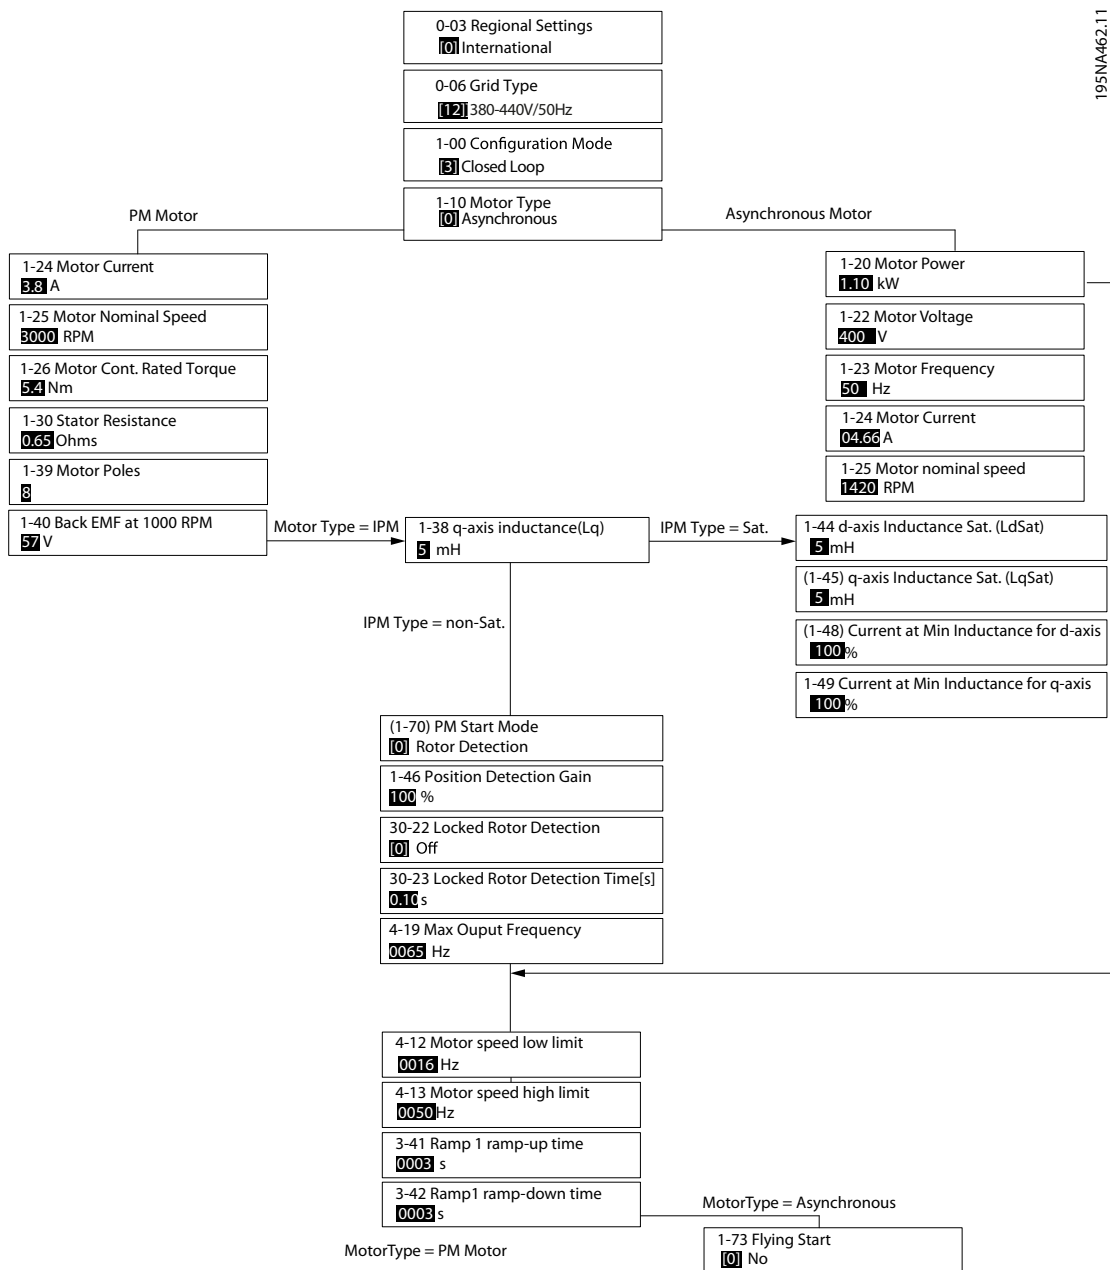 195NA462.11
0-03 Regional Settings
[0] International
0-06 Grid Type
[12] 380-440V/50Hz
1-00 Configuration Mode
[3] Closed Loop
1-10 Motor Type
[0] Asynchronous
PM Motor
Asynchronous Motor
1-24 Motor Current
3.8 A
1-25 Motor Nominal Speed
3000 RPM
1-26 Motor Cont. Rated Torque
5.4 Nm
1-30 Stator Resistance
0.65 Ohms
1-39 Motor Poles
8
1-40 Back EMF at 1000 RPM
57 V
1-20 Motor Power
1.10 kW
1-22 Motor Voltage
400 V
1-23 Motor Frequency
50 Hz
1-24 Motor Current
04.66 A
1-25 Motor nominal speed
1420 RPM
Motor Type = IPM
1-38 q-axis inductance(Lq)
5 mH
IPM Type = Sat.
1-44 d-axis Inductance Sat. (LdSat)
5 mH
(1-45) q-axis Inductance Sat. (LqSat)
5 mH
(1-48) Current at Min Inductance for d-axis
100 %
1-49 Current at Min Inductance for q-axis
100 %
IPM Type = non-Sat.
(1-70) PM Start Mode
[0] Rotor Detection
1-46 Position Detection Gain
100 %
30-22 Locked Rotor Detection
[0] Off
30-23 Locked Rotor Detection Time[s]
0.10 s
4-19 Max Ouput Frequency
0065 Hz
4-12 Motor speed low limit
0016 Hz
4-13 Motor speed high limit
0050 Hz
3-41 Ramp 1 ramp-up time
0003 s
3-42 Ramp1 ramp-down time
0003 s
MotorType = Asynchronous
MotorType = PM Motor
1-73 Flying Start
[0] No